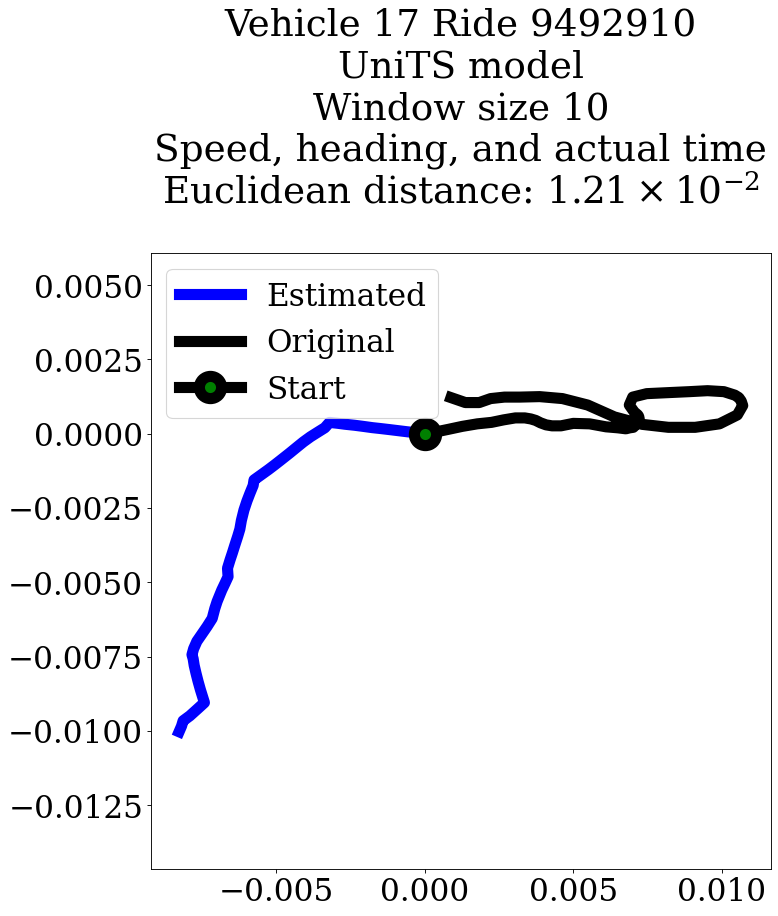 Vehicle 17 Ride 9492910
UniTS model
Window size 10
Speed, heading, and actual time
Euclidean distance: 1.21 × 10⁻²
Estimated
Original
Start
0.0050
0.0025
0.0000
−0.0025
−0.0050
−0.0075
−0.0100
−0.0125
−0.005 0.000 0.005 0.010